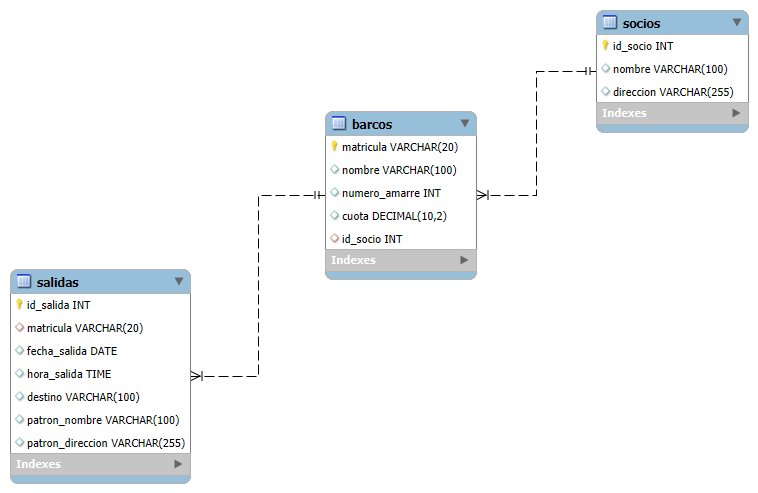 socios
id_socio INT
nombre VARCHAR(100)
direccion VARCHAR(255)
Indexes
barcos
matricula VARCHAR(20)
nombre VARCHAR(100)
numero_amarre INT
cuota DECIMAL(10,2)
id_socio INT
Indexes
salidas
id_salida INT
matricula VARCHAR(20)
fecha_salida DATE
hora_salida TIME
destino VARCHAR(100)
patron_nombre VARCHAR(100)
patron_direccion VARCHAR(255)
Indexes